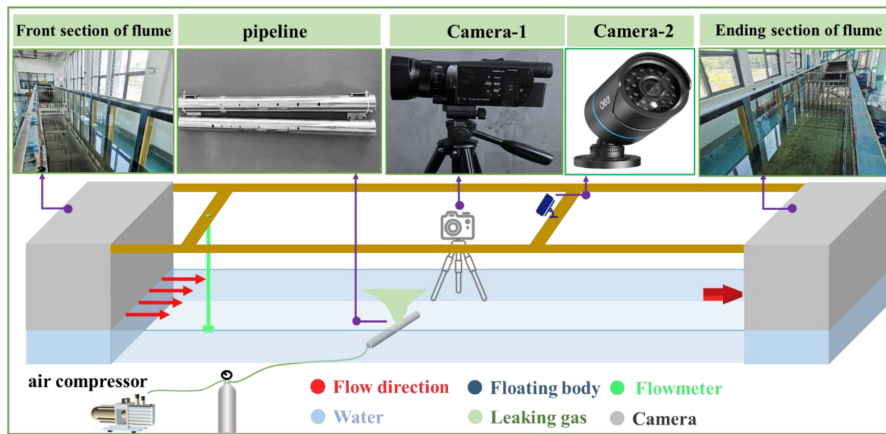 Front section of flume
pipeline
Camera-1
Camera-2
Ending section of flume
air compressor
Flow direction
Floating body
Flowmeter
Water
Leaking gas
Camera